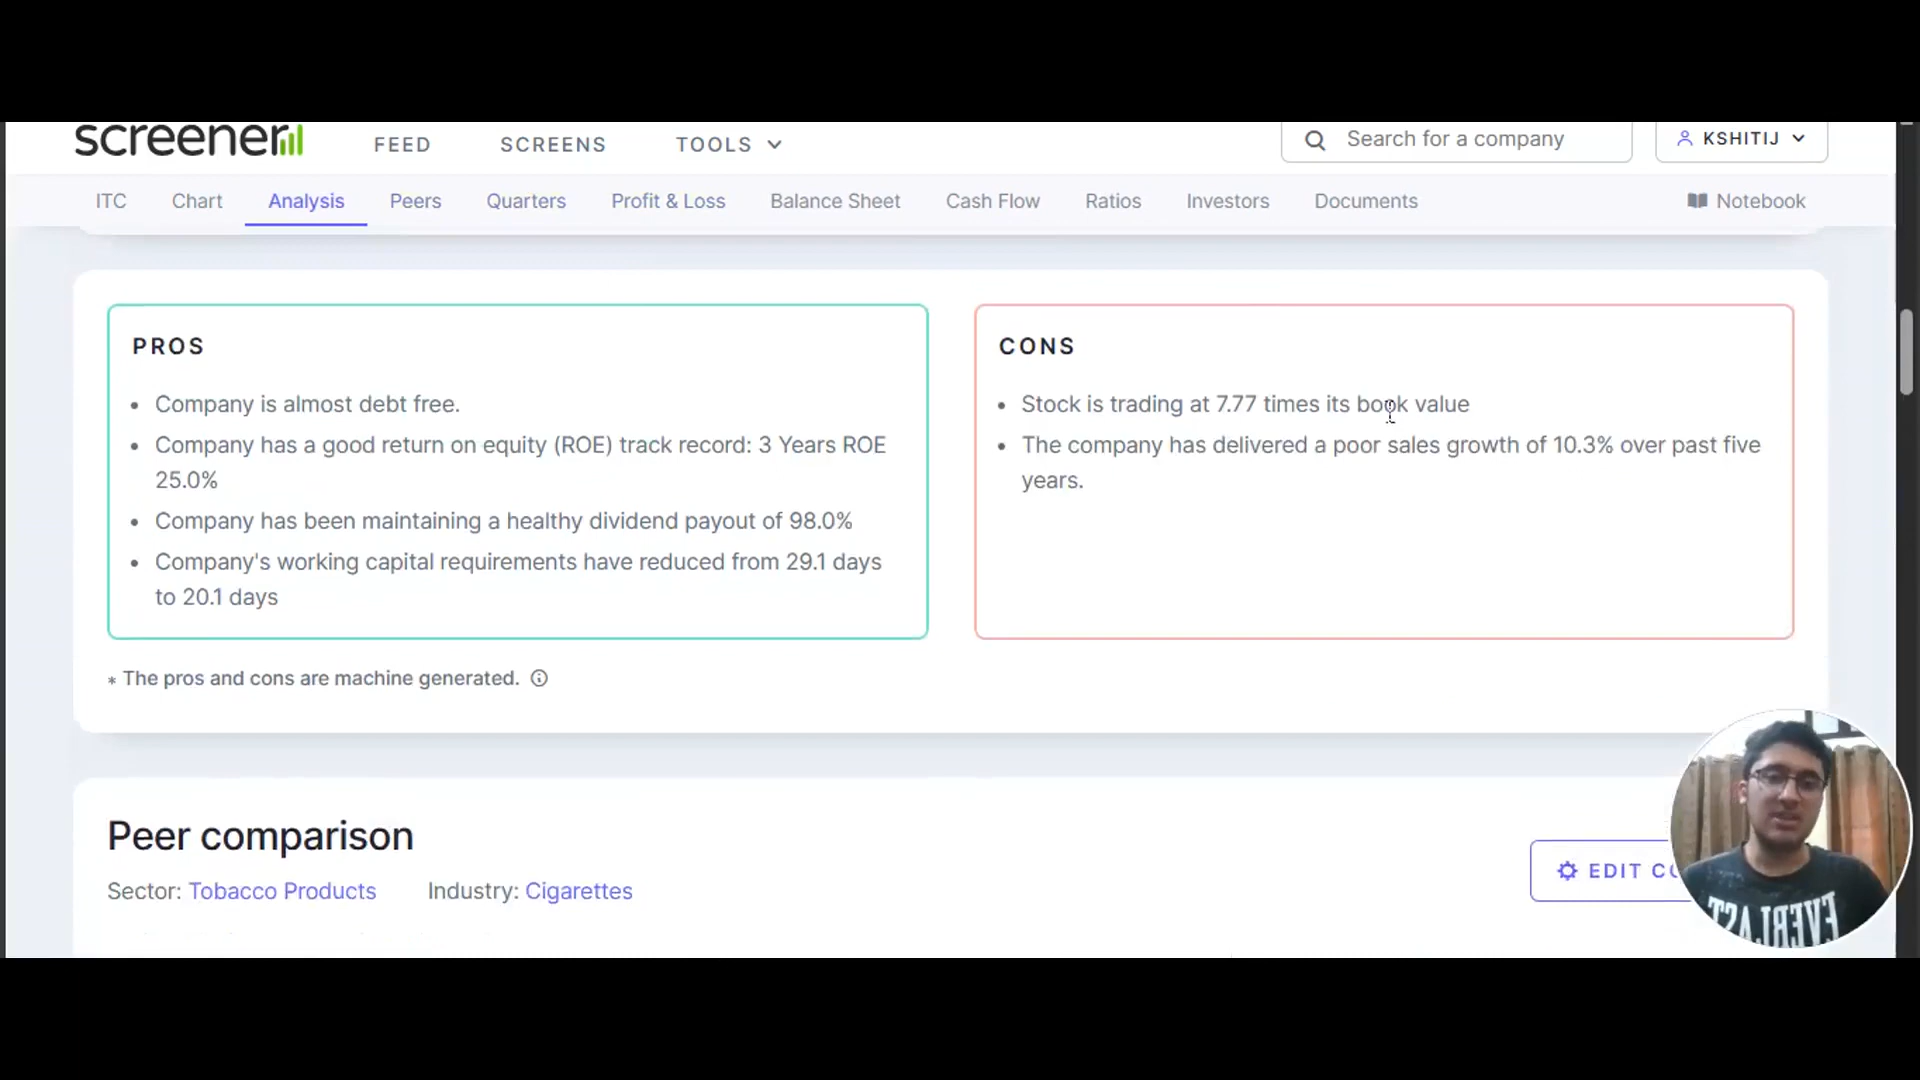 screener
FEED
SCREENS
TOOLS
Search for a company
KSHITIJ
ITC
Chart
Analysis
Peers
Quarters
Profit & Loss
Balance Sheet
Cash Flow
Ratios
Investors
Documents
Notebook
PROS
• Company is almost debt free.
• Company has a good return on equity (ROE) track record: 3 Years ROE
25.0%
• Company has been maintaining a healthy dividend payout of 98.0%
• Company's working capital requirements have reduced from 29.1 days
to 20.1 days
CONS
• Stock is trading at 7.77 times its book value
• The company has delivered a poor sales growth of 10.3% over past five
years.
* The pros and cons are machine generated.
Peer comparison
Sector: Tobacco Products
Industry: Cigarettes
EDIT CO
EVERLAST